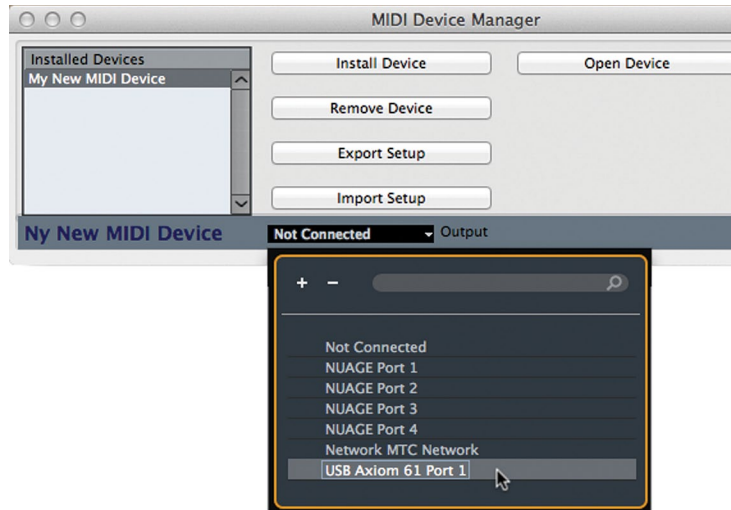 MIDI Device Manager
Installed Devices
My New MIDI Device
Install Device
Open Device
Remove Device
Export Setup
Import Setup
Ny New MIDI Device
Not Connected
Output
+ −
Not Connected
NUAGE Port 1
NUAGE Port 2
NUAGE Port 3
NUAGE Port 4
Network MTC Network
USB Axiom 61 Port 1